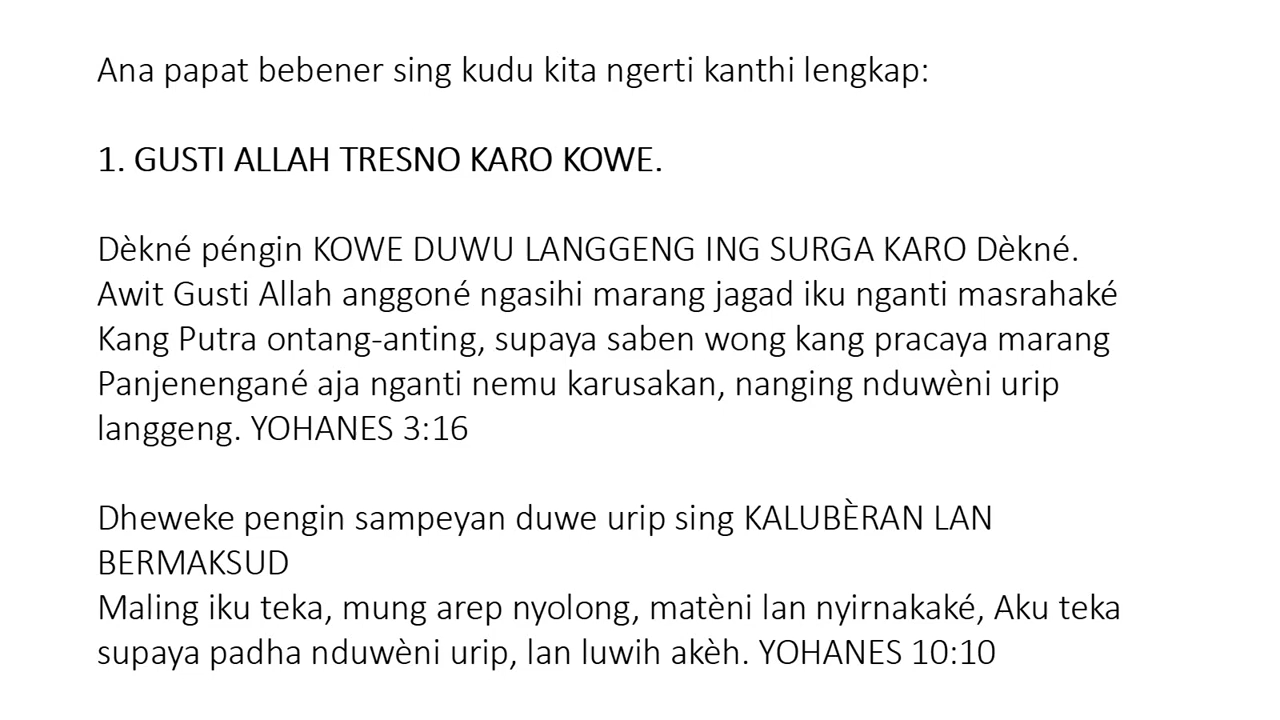 Ana papat bebener sing kudu kita ngerti kanthi lengkap:
1. GUSTI ALLAH TRESNO KARO KOWE.
Dèkné péngin KOWE DUWU LANGGENG ING SURGA KARO Dèkné.
Awit Gusti Allah anggoné ngasihi marang jagad iku nganti masrahaké
Kang Putra ontang-anting, supaya saben wong kang pracaya marang
Panjenengané aja nganti nemu karusakan, nanging nduwèni urip
langgeng. YOHANES 3:16
Dheweke pengin sampeyan duwe urip sing KALUBÈRAN LAN
BERMAKSUD
Maling iku teka, mung arep nyolong, matèni lan nyirnakaké, Aku teka
supaya padha nduwèni urip, lan luwih akèh. YOHANES 10:10